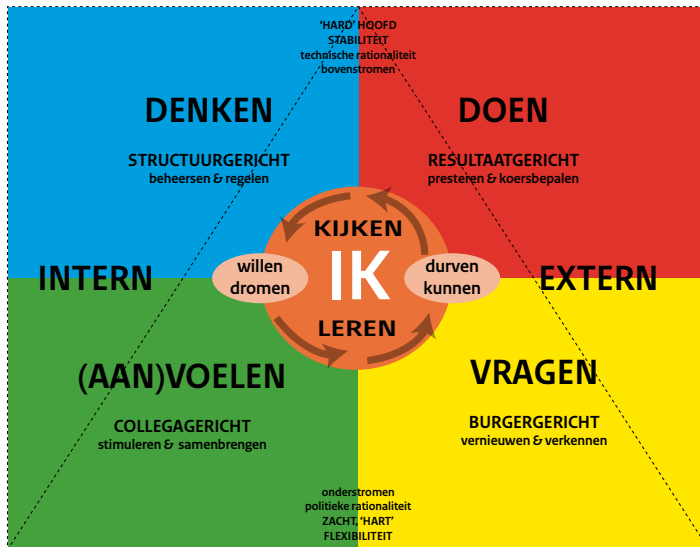 ‘HARD’ HOOFD
STABILITEIT
technische rationaliteit
bovenstromen
DENKEN
STRUCTUURGERICHT
beheersen & regelen
DOEN
RESULTAATGERICHT
presteren & koersbepalen
INTERN
willen
dromen
KIJKEN
IK
LEREN
durven
kunnen
EXTERN
(AAN)VOELEN
COLLEGAGERICHT
stimuleren & samenbrengen
VRAGEN
BURGERGERICHT
vernieuwen & verkennen
onderstromen
politieke rationaliteit
ZACHT, ‘HART’
FLEXIBILITEIT